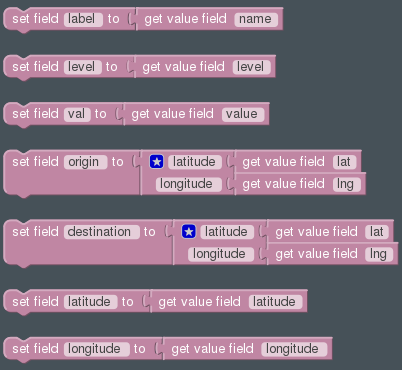 set field label to get value field name
set field level to get value field level
set field val to get value field value
set field origin to latitude get value field lat
longitude get value field lng
set field destination to latitude get value field lat
longitude get value field lng
set field latitude to get value field latitude
set field longitude to get value field longitude